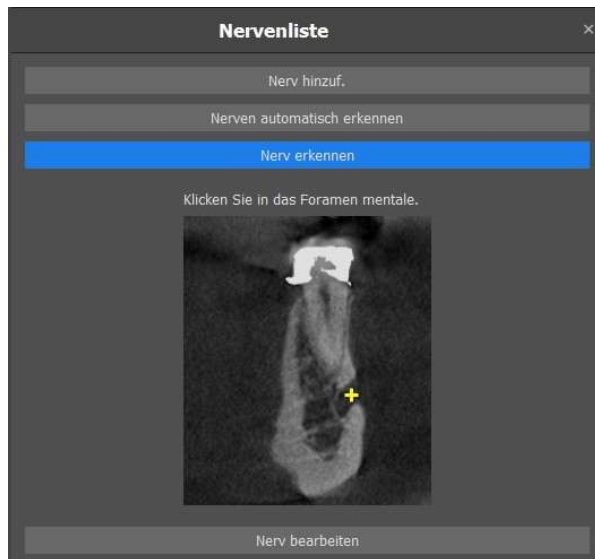 Nervenliste
×
Nerv hinzuf.
Nerven automatisch erkennen
Nerv erkennen
Klicken Sie in das Foramen mentale.
Nerv bearbeiten